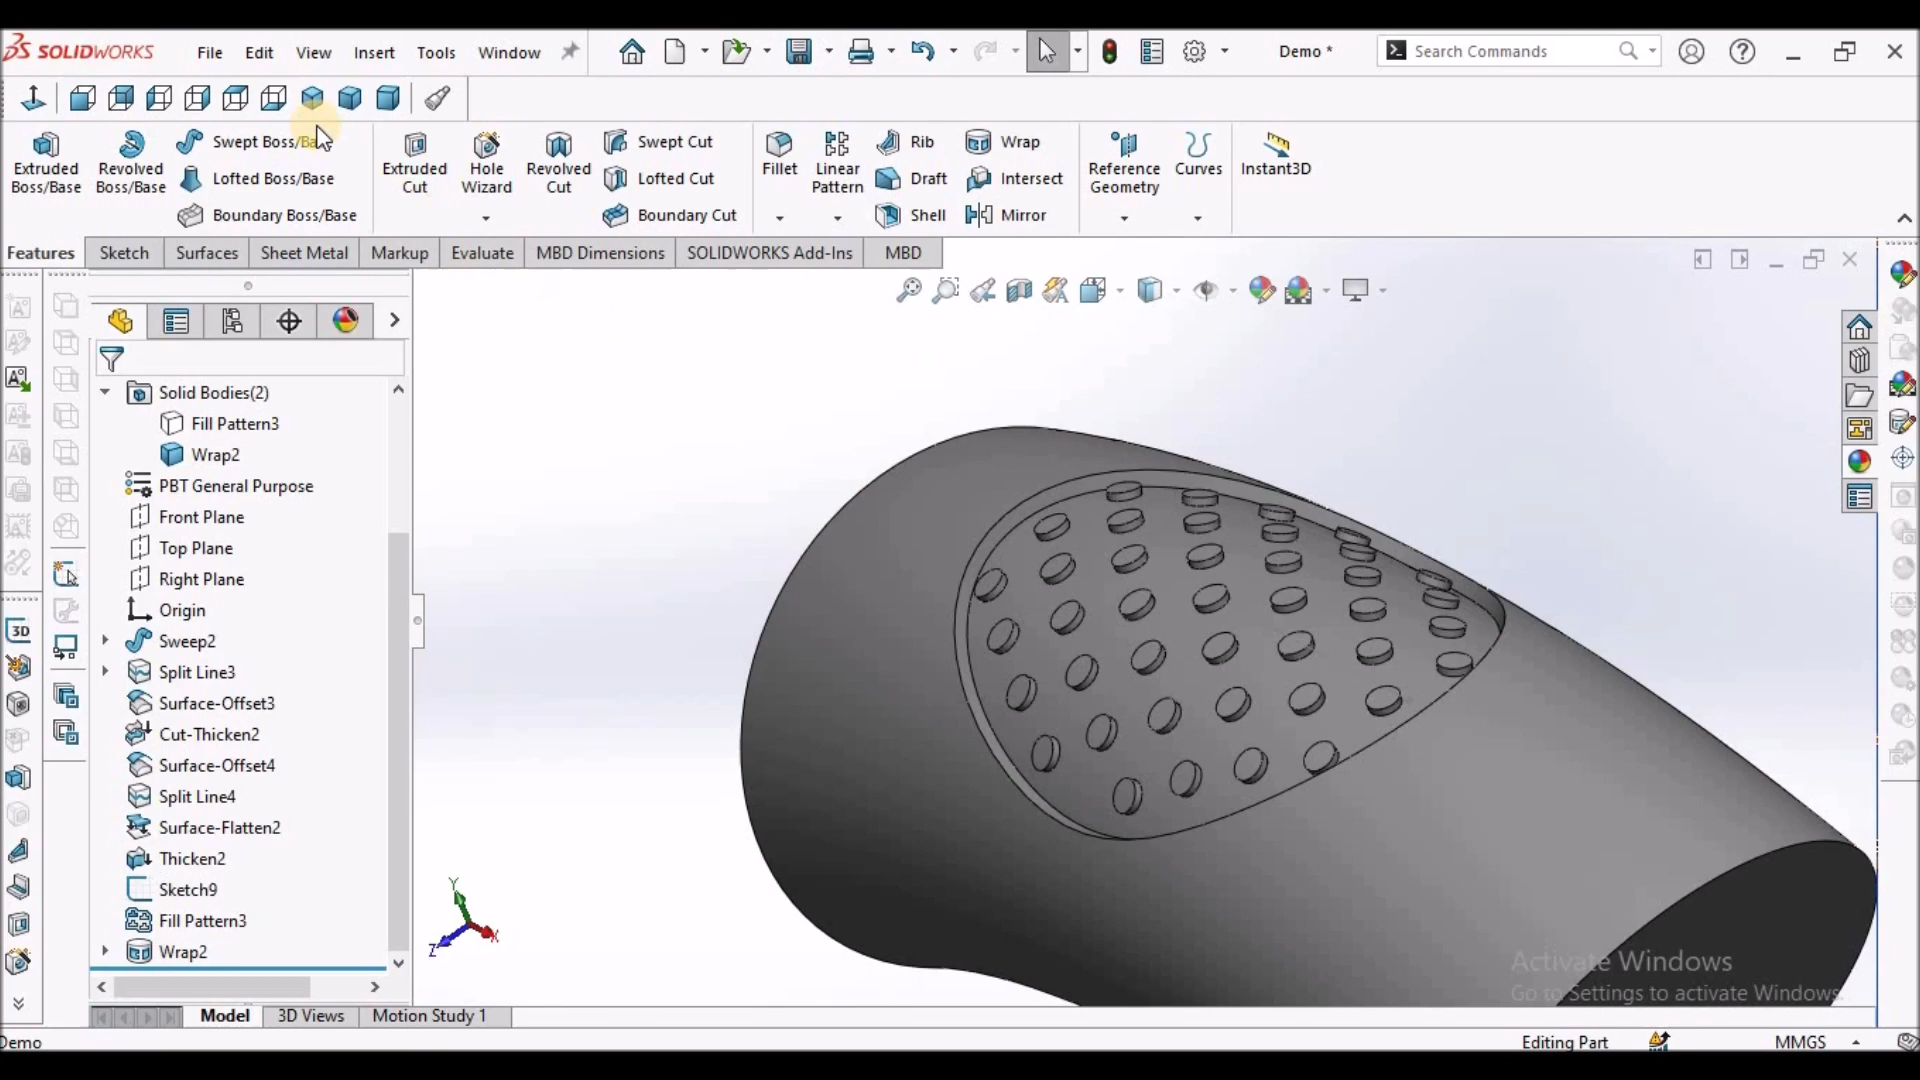 SOLIDWORKS File Edit View Insert Tools Window Demo * Search Commands
Extruded Boss/Base
Revolved Boss/Base
Swept Boss/Ba
Lofted Boss/Base
Boundary Boss/Base
Extruded Cut
Hole Wizard
Revolved Cut
Swept Cut
Lofted Cut
Boundary Cut
Fillet
Linear Pattern
Rib
Draft
Shell
Wrap
Intersect
Mirror
Reference Geometry
Curves
Instant3D
Features Sketch Surfaces Sheet Metal Markup Evaluate MBD Dimensions SOLIDWORKS Add-Ins MBD
Solid Bodies(2)
Fill Pattern3
Wrap2
PBT General Purpose
Front Plane
Top Plane
Right Plane
Origin
Sweep2
Split Line3
Surface-Offset3
Cut-Thicken2
Surface-Offset4
Split Line4
Surface-Flatten2
Thicken2
Sketch9
Fill Pattern3
Wrap2
3D
Y
X
Z
Activate Windows
Go to Settings to activate Windows.
Model 3D Views Motion Study 1
Demo Editing Part MMGS